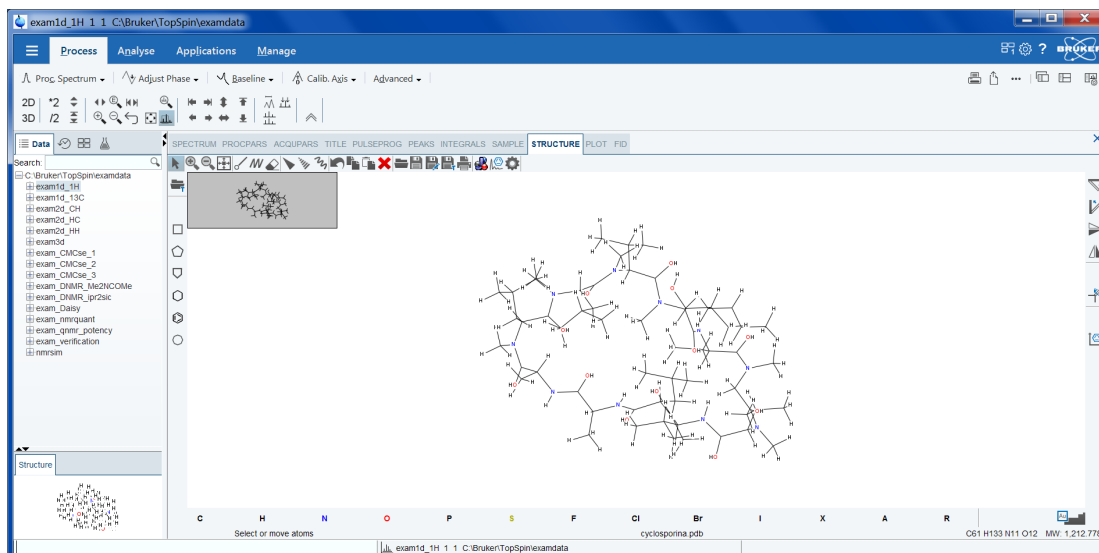 exam1d_1H 1 1 C:\Bruker\TopSpin\examdata
Process Analyse Applications Manage
? BRUKER
Proc. Spectrum Adjust Phase Baseline Calib. Axis Advanced
2D *2
3D /2
Data
SPECTRUM PROCPARS ACQUPARS TITLE PULSEPROG PEAKS INTEGRALS SAMPLE STRUCTURE PLOT FID
Search:
C:\Bruker\TopSpin\examdata
exam1d_1H
exam1d_13C
exam2d_CH
exam2d_HC
exam2d_HH
exam3d
exam_CMCse_1
exam_CMCse_2
exam_CMCse_3
exam_DNMR_Me2NCOMe
exam_DNMR_ipr2sic
exam_Daisy
exam_nmrquant
exam_qnmr_potency
exam_verification
nmrsim
Structure
C H N O P S F Cl Br I X A R
Select or move atoms
cyclosporina.pdb
C61 H133 N11 O12 MW: 1,212.778
exam1d_1H 1 1 C:\Bruker\TopSpin\examdata